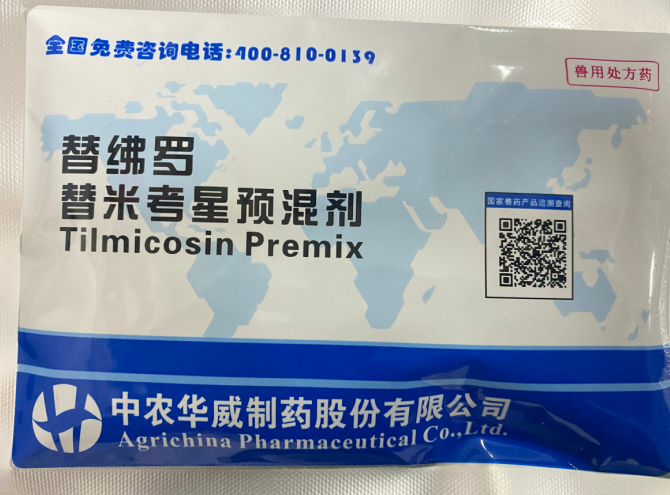 全国免费咨询电话:400-810-0139
兽用处方药
替绋罗
替米考星预混剂
Tilmicosin Premix
国家兽药产品追溯查询
中农华威制药股份有限公司
Agrichina Pharmaceutical Co.,Ltd.